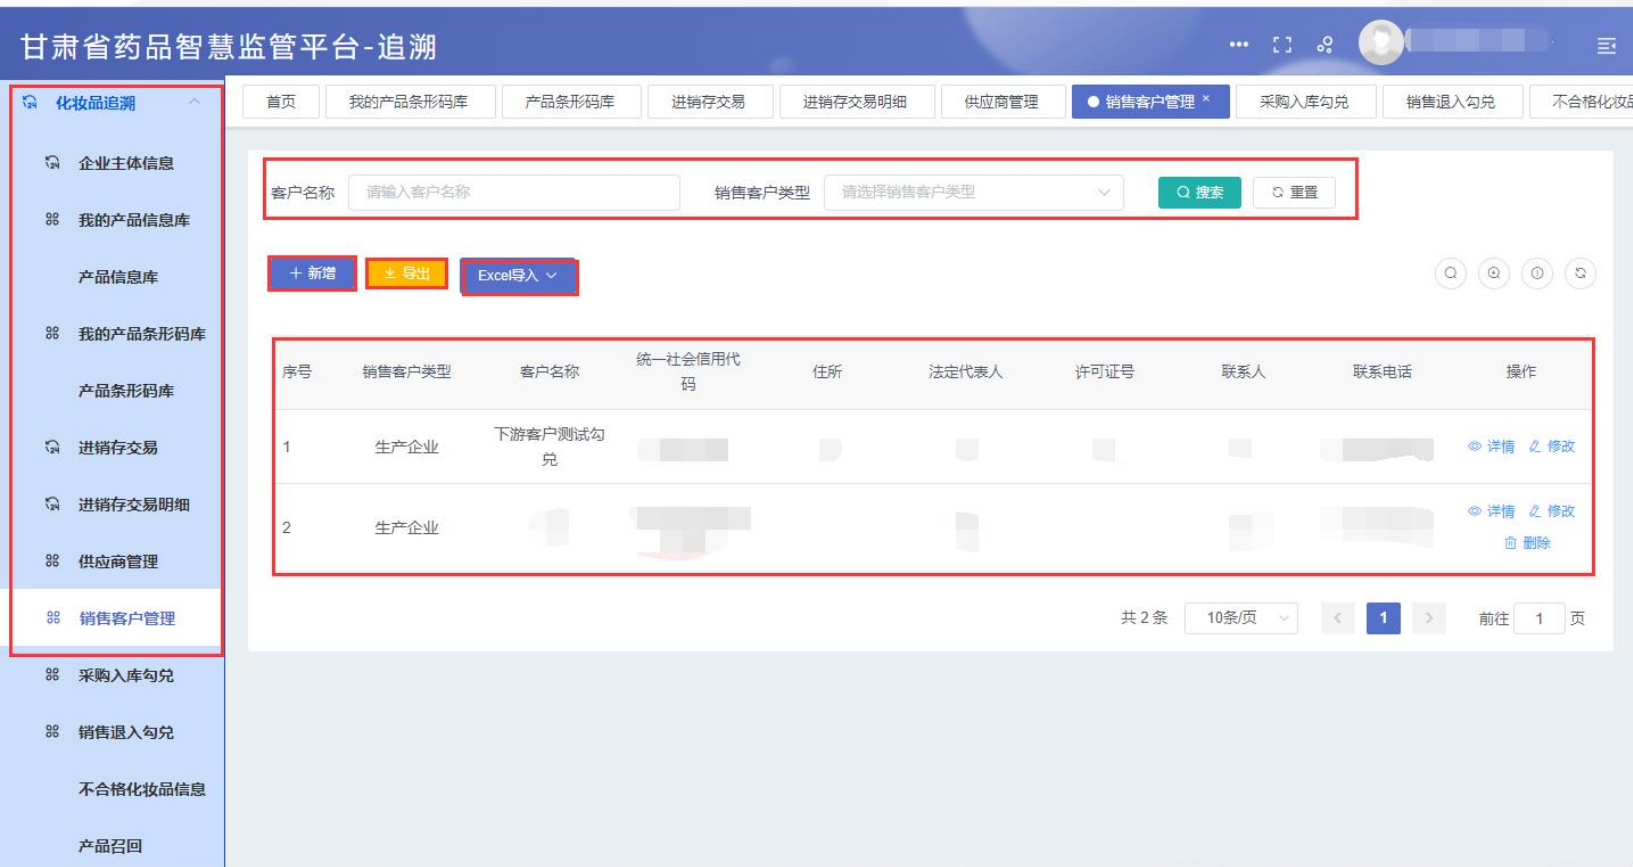 甘肃省药品智慧监管平台-追溯
化妆品追溯
企业主体信息
我的产品信息库
产品信息库
我的产品条形码库
产品条形码库
进销存交易
进销存交易明细
供应商管理
销售客户管理
采购入库勾兑
销售退入勾兑
不合格化妆品信息
产品召回
首页 我的产品条形码库 产品条形码库 进销存交易 进销存交易明细 供应商管理 销售客户管理 × 采购入库勾兑 销售退入勾兑 不合格化妆品
客户名称 请输入客户名称 销售客户类型 请选择销售客户类型 搜索 重置
新增 导出 Excel导入
序号 销售客户类型 客户名称 统一社会信用代码 住所 法定代表人 许可证号 联系人 联系电话 操作
1 生产企业 下游客户测试勾兑 详情 修改
2 生产企业 详情 修改
删除
共 2 条 10条/页 < 1 > 前往 1 页